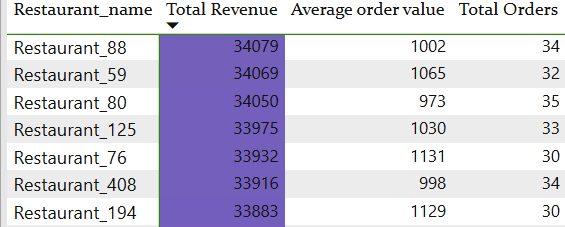 Restaurant_name Total Revenue Average order value Total Orders
Restaurant_88 34079 1002 34
Restaurant_59 34069 1065 32
Restaurant_80 34050 973 35
Restaurant_125 33975 1030 33
Restaurant_76 33932 1131 30
Restaurant_408 33916 998 34
Restaurant_194 33883 1129 30